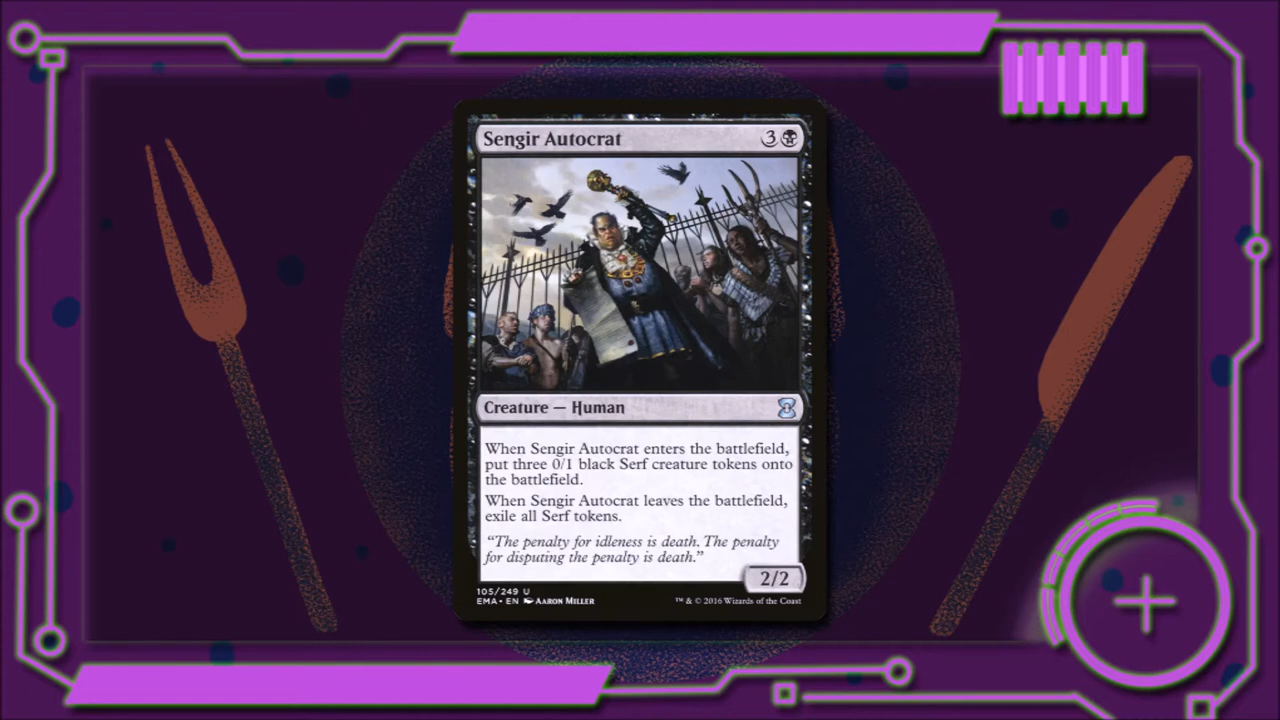 Sengir Autocrat 3
Creature — Human
When Sengir Autocrat enters the battlefield,
put three 0/1 black Serf creature tokens onto
the battlefield.
When Sengir Autocrat leaves the battlefield,
exile all Serf tokens.
“The penalty for idleness is death. The penalty
for disputing the penalty is death.”
2/2
105/249 U
EMA • EN Aaron Miller
™ & © 2016 Wizards of the Coast